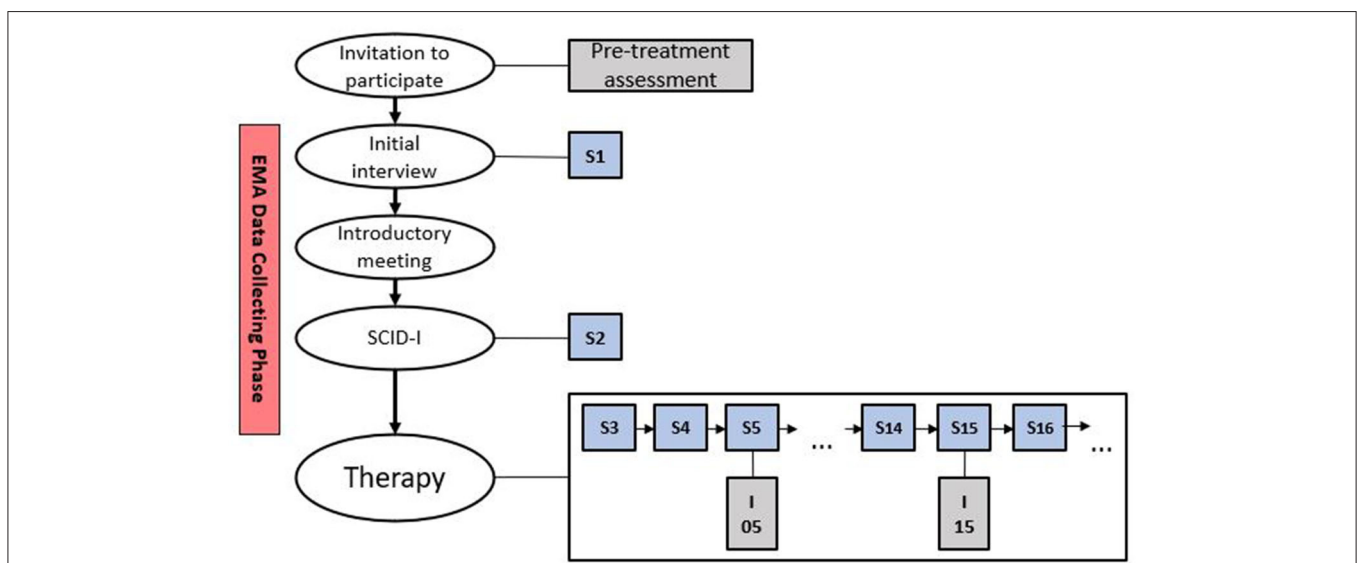 Invitation to
participate
Pre-treatment
assessment
EMA Data Collecting Phase
Initial
interview
S1
Introductory
meeting
SCID-I
S2
Therapy
S3
S4
S5
...
S14
S15
S16
...
I
05
I
15